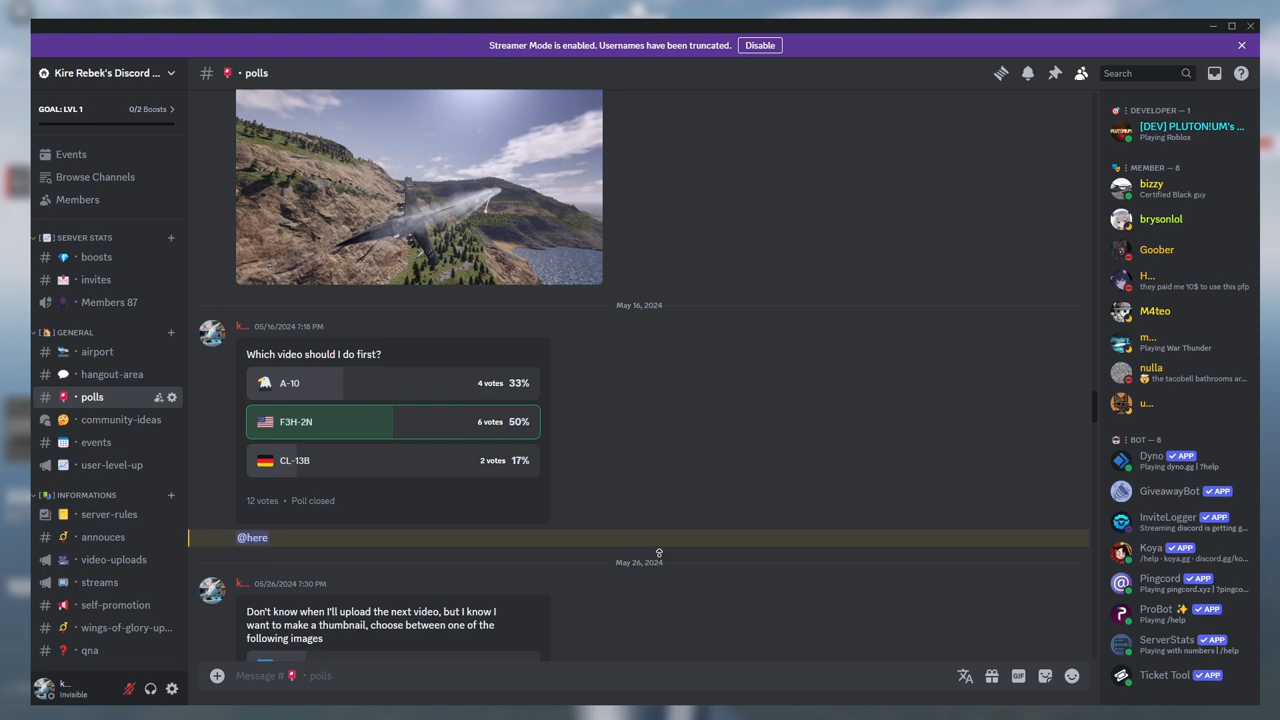 Streamer Mode is enabled. Usernames have been truncated. Disable
Kire Rebek's Discord ...
GOAL: LVL 1 0/2 Boosts
Events
Browse Channels
Members
SERVER STATS
boosts
invites
Members 87
GENERAL
airport
hangout-area
polls
community-ideas
events
user-level-up
INFORMATIONS
server-rules
annouces
video-uploads
streams
self-promotion
wings-of-glory-up...
qna
k...
Invisible
# polls
Search
May 16, 2024
k... 05/16/2024 7:18 PM
Which video should I do first?
A-10 4 votes 33%
F3H-2N 6 votes 50%
CL-13B 2 votes 17%
12 votes • Poll closed
@here
May 26, 2024
k... 05/26/2024 7:30 PM
Don't know when I'll upload the next video, but I know I
want to make a thumbnail, choose between one of the
following images
Message # polls
GIF
DEVELOPER — 1
[DEV] PLUTON!UM's ...
Playing Roblox
MEMBER — 8
bizzy
Certified Black guy
brysonlol
Goober
H...
they paid me 10$ to use this pfp
M4teo
m...
Playing War Thunder
nulla
the tacobell bathrooms ar...
u...
BOT — 8
Dyno APP
Playing dyno.gg | ?help
GiveawayBot APP
InviteLogger APP
Streaming discord is getting g...
Koya APP
/help · koya.gg · discord.gg/ko...
Pingcord APP
Playing pingcord.xyz | ?pingco...
ProBot APP
Playing /help
ServerStats APP
Playing with numbers | /help
Ticket Tool APP